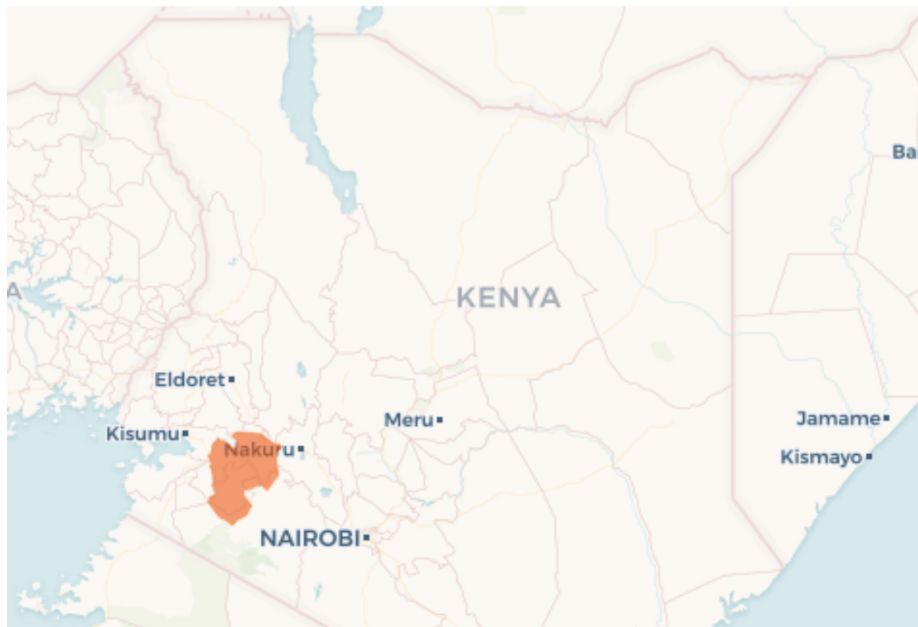 Ba
A
KENYA
Eldoret
Meru
Jamame
Kisumu
Nakuru
Kismayo
NAIROBI